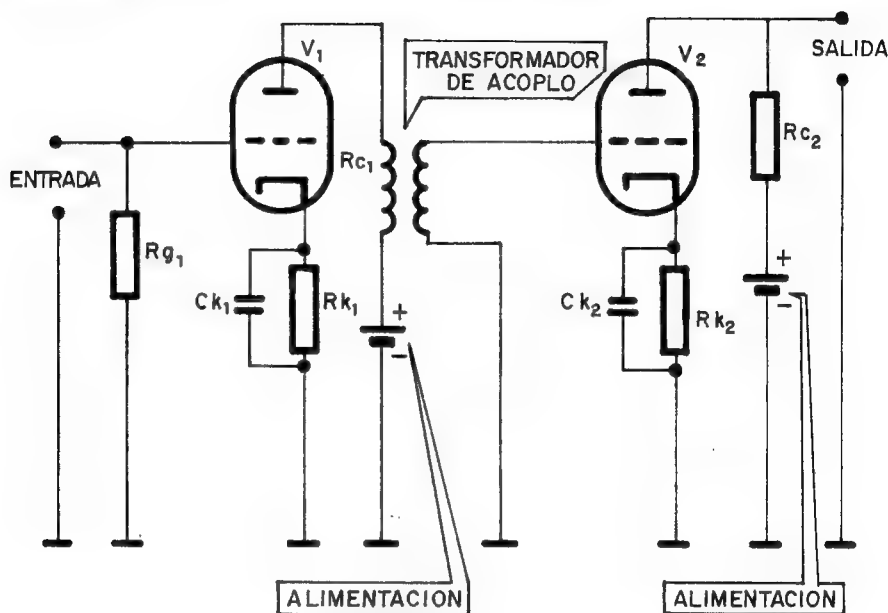 V₁
TRANSFORMADOR
DE ACOPLO
V₂
SALIDA
Rc₁
Rc₂
ENTRADA
Rg₁
Ck₁
Rk₁
+
−
Ck₂
Rk₂
+
−
ALIMENTACION
ALIMENTACION